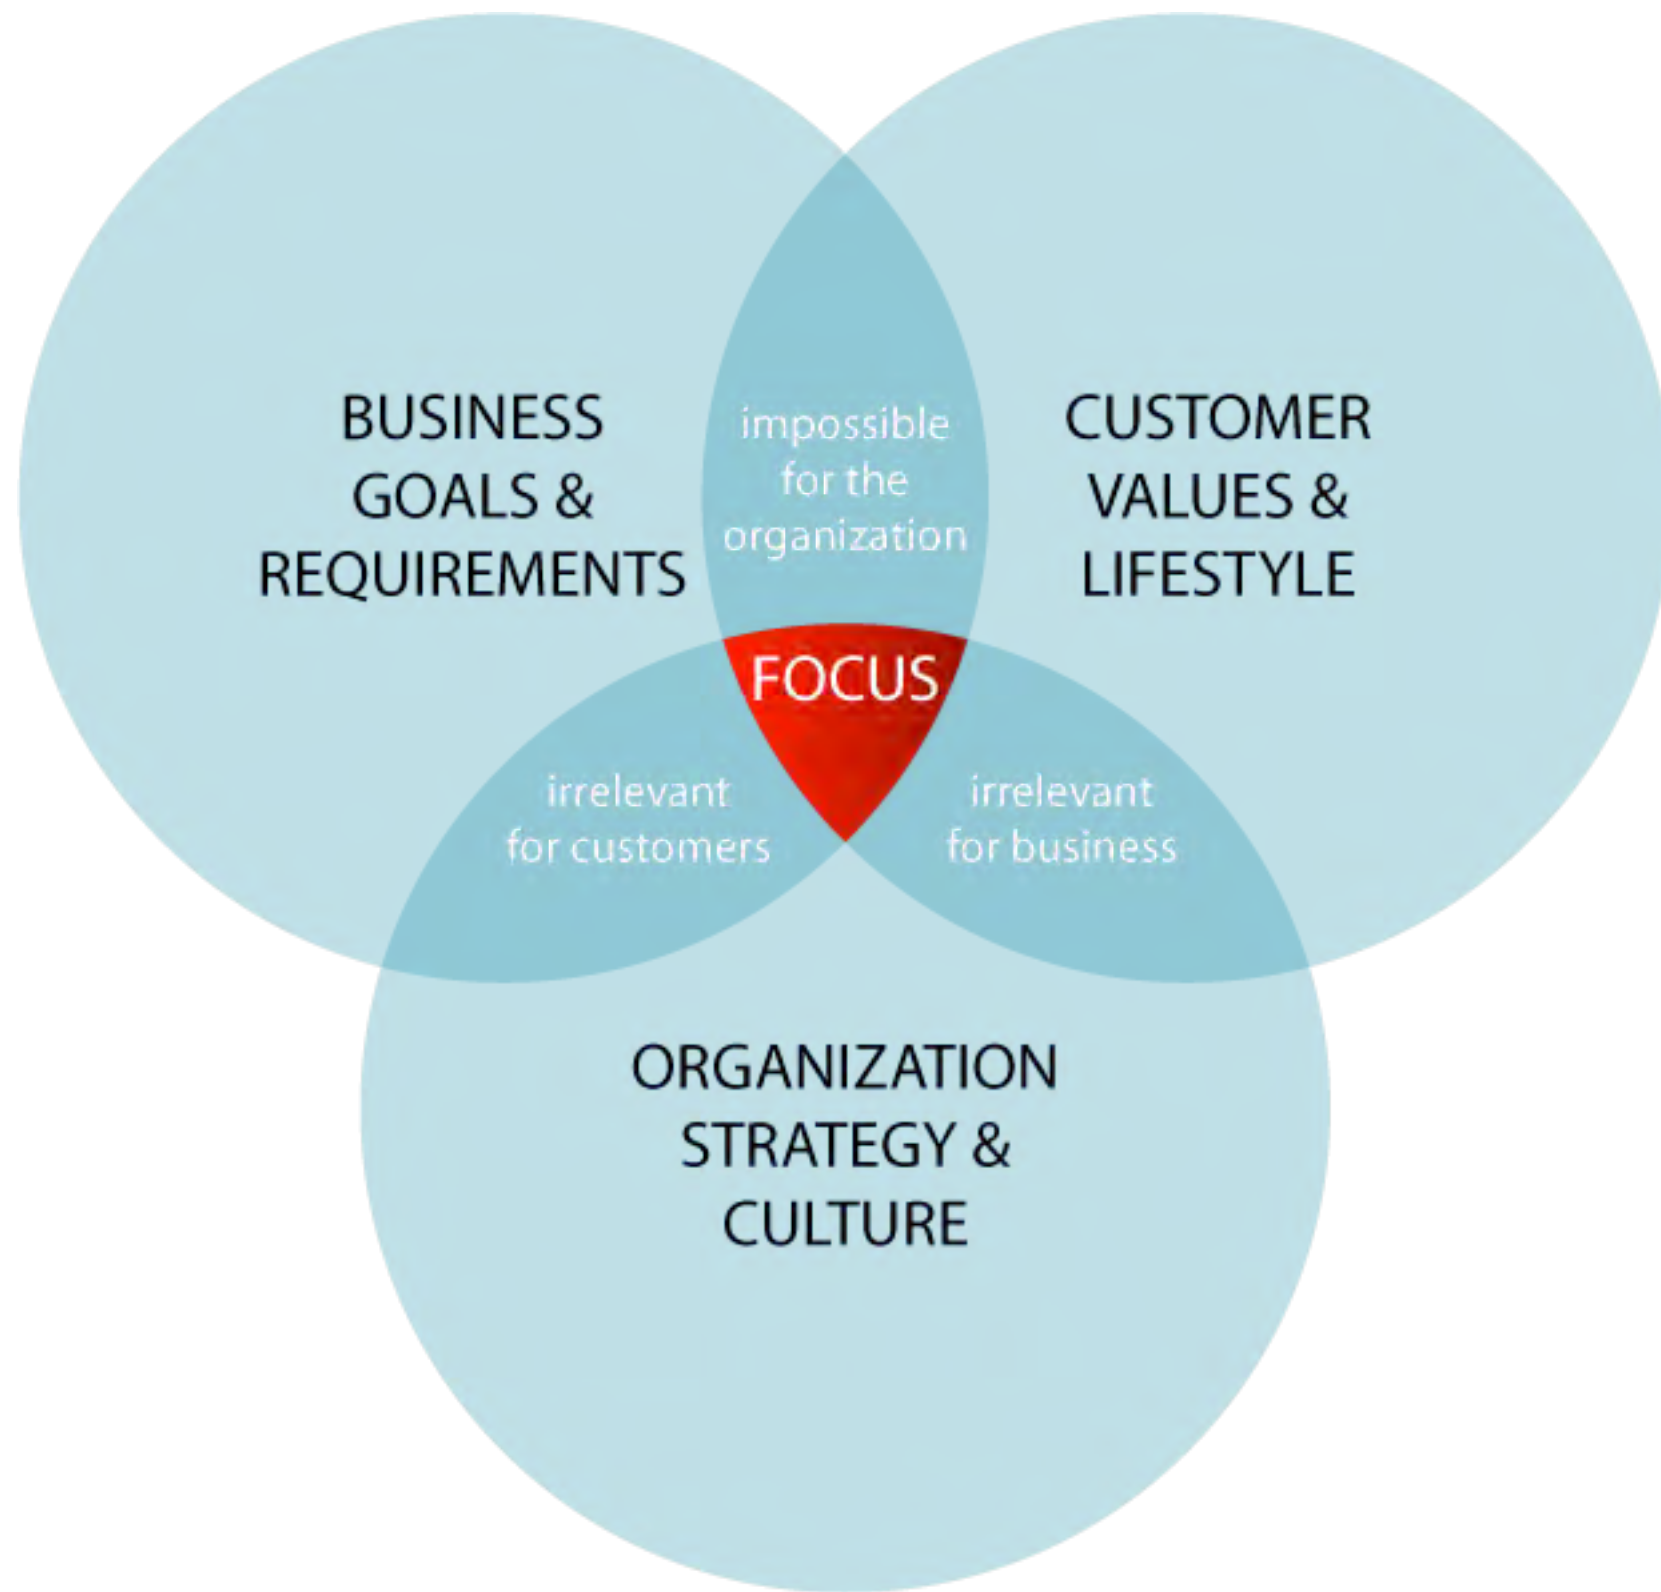 BUSINESS
GOALS &
REQUIREMENTS
impossible
for the
organization
CUSTOMER
VALUES &
LIFESTYLE
FOCUS
irrelevant
for customers
irrelevant
for business
ORGANIZATION
STRATEGY &
CULTURE